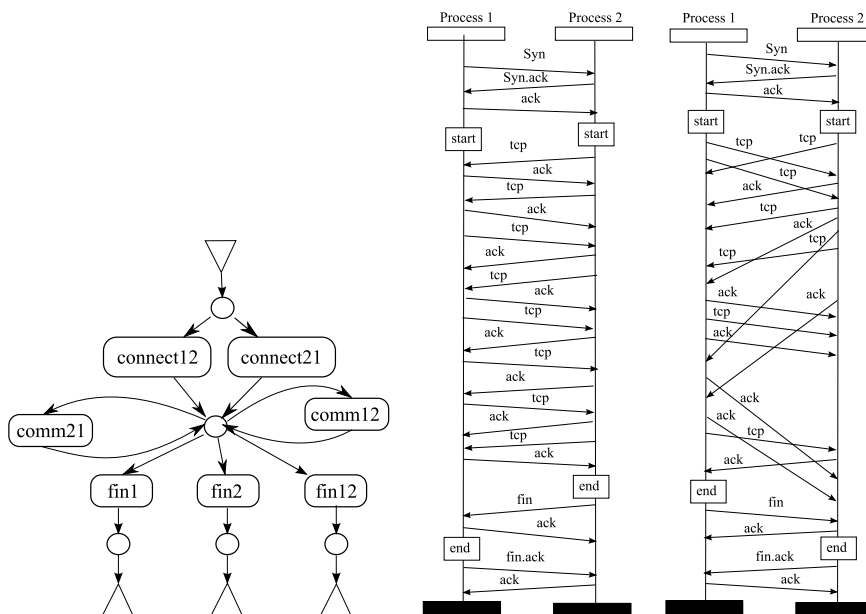 connect12
connect21
comm21
comm12
fin1
fin2
fin12
Process 1
Process 2
Syn
Syn.ack
ack
start
start
tcp
ack
tcp
ack
tcp
ack
tcp
ack
tcp
ack
tcp
ack
tcp
ack
tcp
ack
end
fin
ack
end
fin.ack
ack
Process 1
Process 2
Syn
Syn.ack
ack
start
start
tcp
tcp
tcp
ack
tcp
ack
tcp
tcp
ack
ack
tcp
ack
ack
ack
tcp
ack
end
fin
ack
end
fin.ack
ack